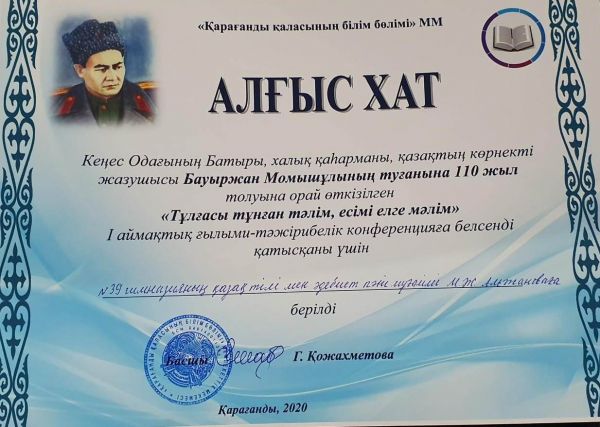 «Қарағанды қаласының білім бөлімі» ММ
АЛҒЫС ХАТ
Кеңес Одағының Батыры, халық қаһарманы, қазақтың көрнекті
жазушысы Бауыржан Момышұлының туғанына 110 жыл
толуына орай өткізілген
«Тұлғасы тұнған тәлім, есімі елге мәлім»
І аймақтық ғылыми-тәжірибелік конференцияға белсенді
қатысқаны үшін
№39 гимназияның қазақ тілі мен әдебиет пәні мұғалімі
берілді
Басшы Г. Қожахметова
Қарағанды, 2020